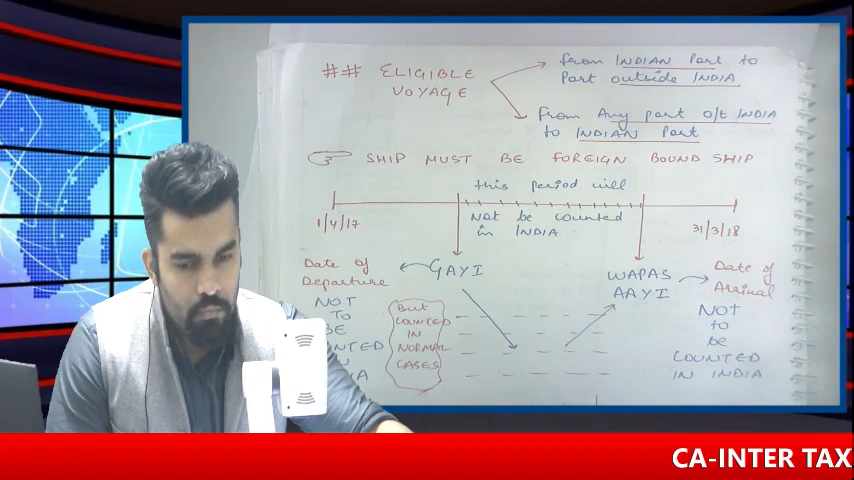 ## ELIGIBLE VOYAGE
from INDIAN Port to
Port outside INDIA
From Any port o/t INDIA
to INDIAN Port
SHIP MUST BE FOREIGN BOUND SHIP
this period will
NOT be counted
in INDIA
1/4/17
31/3/18
Date of
Departure
GAYI
WAPAS
AAYI
Date of
Arrival
NOT
TO
BE
But
COUNTED
IN
NORMAL
CASES
NOT
to
be
COUNTED
IN INDIA
CA-INTER TAX